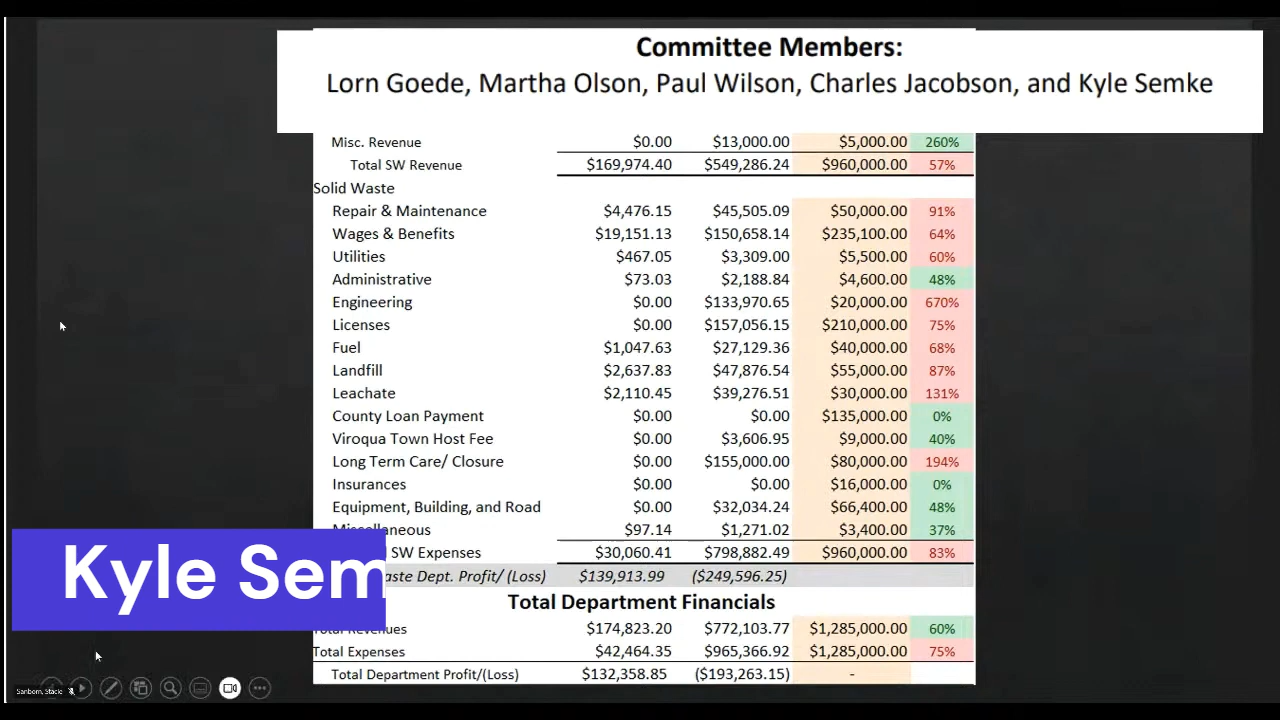 Committee Members:
Lorn Goede, Martha Olson, Paul Wilson, Charles Jacobson, and Kyle Semke
Misc. Revenue $0.00 $13,000.00 $5,000.00 260%
Total SW Revenue $169,974.40 $549,286.24 $960,000.00 57%
Solid Waste
Repair & Maintenance $4,476.15 $45,505.09 $50,000.00 91%
Wages & Benefits $19,151.13 $150,658.14 $235,100.00 64%
Utilities $467.05 $3,309.00 $5,500.00 60%
Administrative $73.03 $2,188.84 $4,600.00 48%
Engineering $0.00 $133,970.65 $20,000.00 670%
Licenses $0.00 $157,056.15 $210,000.00 75%
Fuel $1,047.63 $27,129.36 $40,000.00 68%
Landfill $2,637.83 $47,876.54 $55,000.00 87%
Leachate $2,110.45 $39,276.51 $30,000.00 131%
County Loan Payment $0.00 $0.00 $135,000.00 0%
Viroqua Town Host Fee $0.00 $3,606.95 $9,000.00 40%
Long Term Care/ Closure $0.00 $155,000.00 $80,000.00 194%
Insurances $0.00 $0.00 $16,000.00 0%
Equipment, Building, and Road $0.00 $32,034.24 $66,400.00 48%
Miscellaneous $97.14 $1,271.02 $3,400.00 37%
SW Expenses $30,060.41 $798,882.49 $960,000.00 83%
Dept. Profit/ (Loss) $139,913.99 ($249,596.25)
Kyle Sem
Total Department Financials
Total Revenues $174,823.20 $772,103.77 $1,285,000.00 60%
Total Expenses $42,464.35 $965,366.92 $1,285,000.00 75%
Total Department Profit/(Loss) $132,358.85 ($193,263.15) -
Sanborn, Stacie